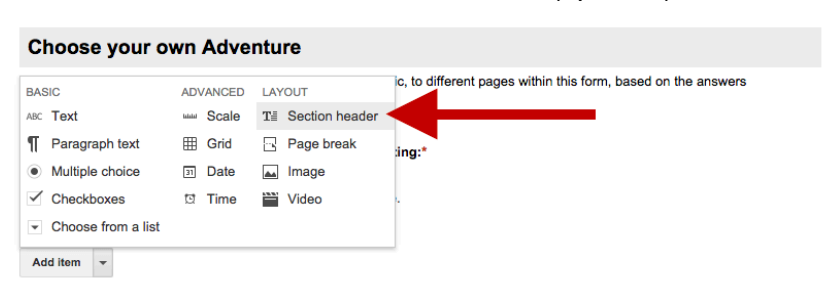 Choose your own Adventure
ic, to different pages within this form, based on the answers
BASIC ADVANCED LAYOUT
ABC Text Scale T Section header
¶ Paragraph text Grid Page break
ting:*
Multiple choice 31 Date Image
Checkboxes Time Video
Choose from a list
Add item